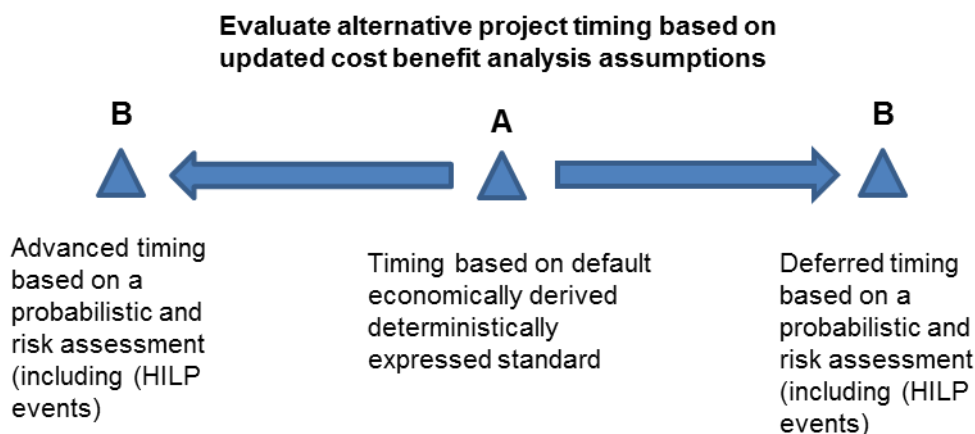 Evaluate alternative project timing based on
updated cost benefit analysis assumptions
B
A
B
Advanced timing
based on a
probabilistic and
risk assessment
(including (HILP
events)
Timing based on default
economically derived
deterministically
expressed standard
Deferred timing
based on a
probabilistic and
risk assessment
(including (HILP
events)